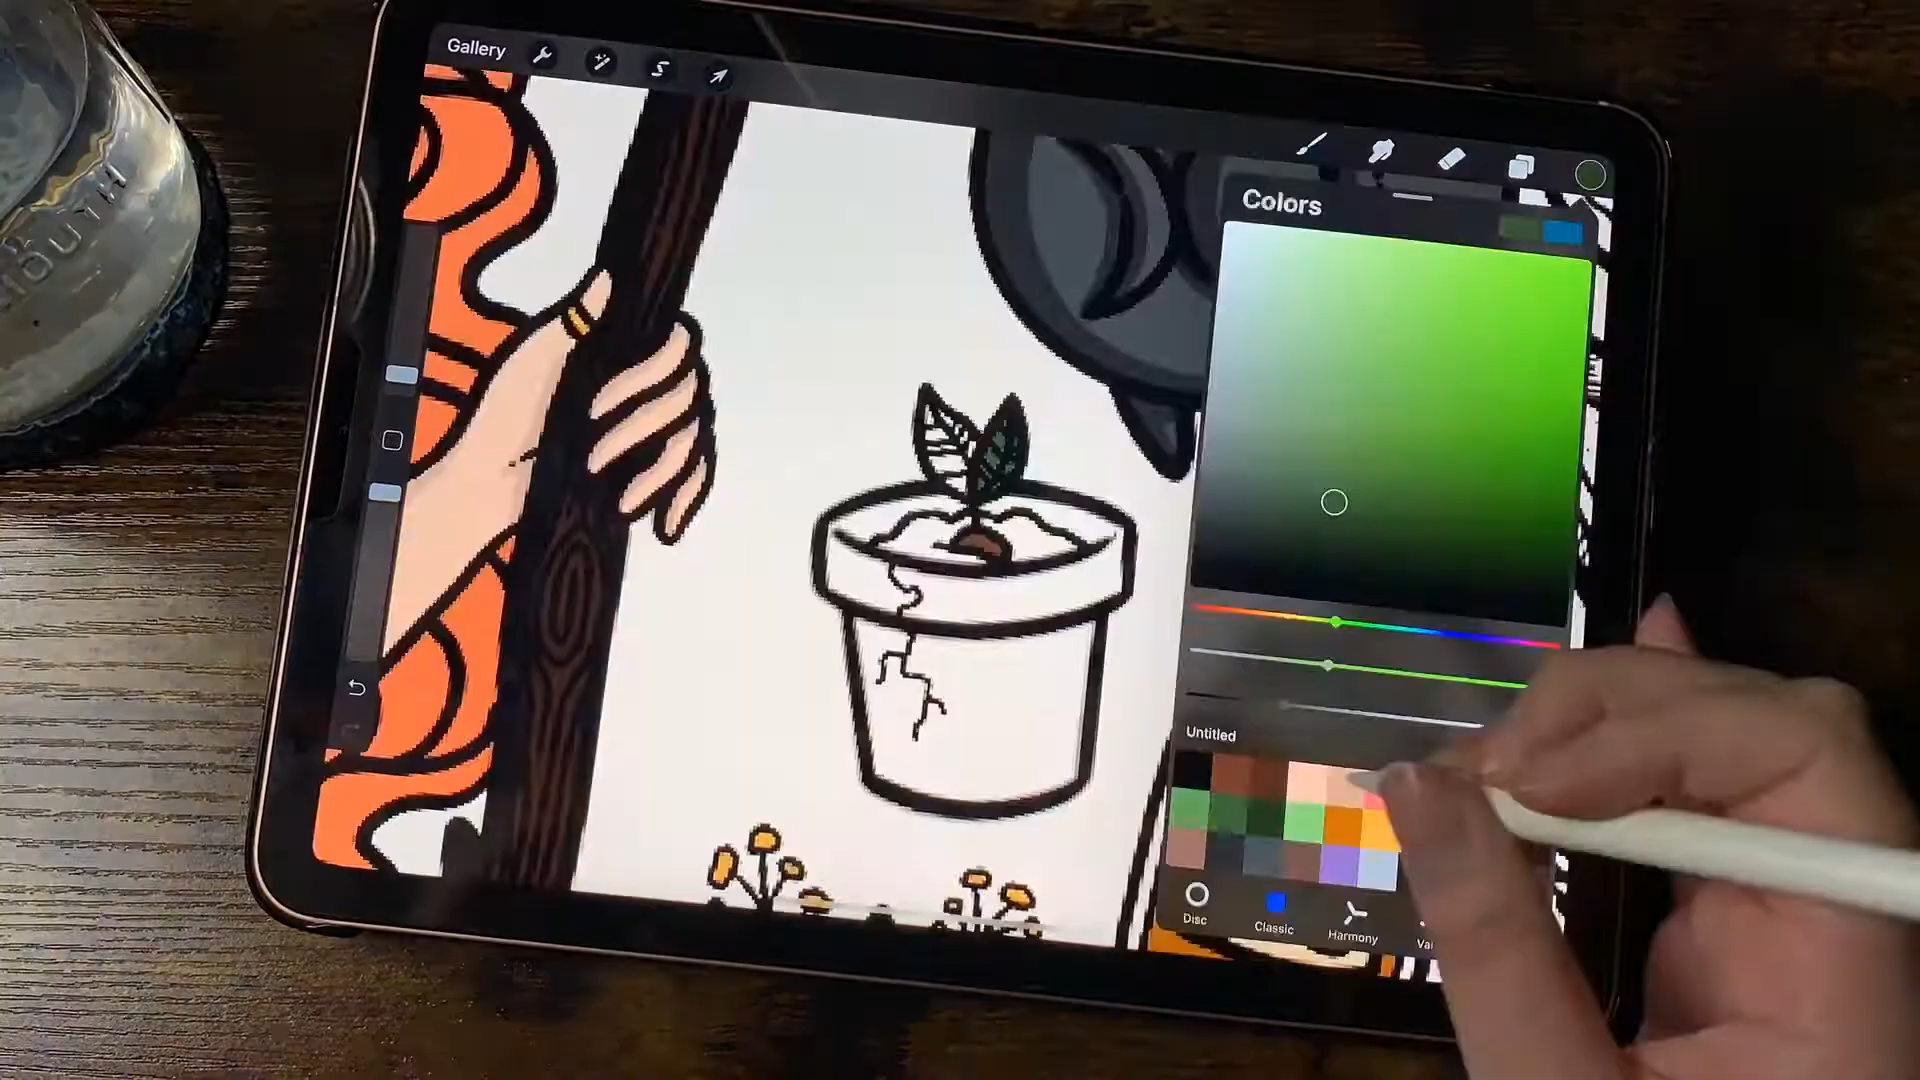 Gallery
Colors
Untitled
Disc
Classic
Harmony